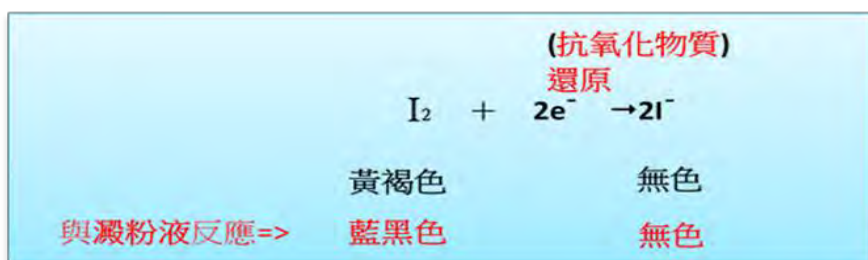 (抗氧化物質)
還原
I₂ + 2e⁻ →2I⁻
黃褐色 無色
與澱粉液反應=> 藍黑色 無色